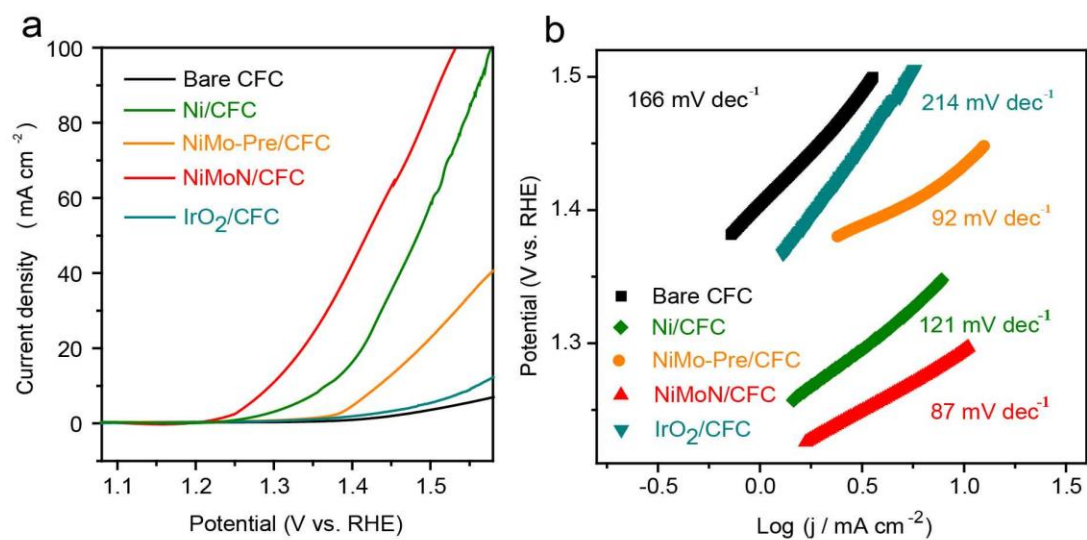 a
Current density ( mA cm⁻²)
100
80
60
40
20
0
Bare CFC
Ni/CFC
NiMo-Pre/CFC
NiMoN/CFC
IrO₂/CFC
1.1 1.2 1.3 1.4 1.5
Potential (V vs. RHE)
b
Potential (V vs. RHE)
1.5
1.4
1.3
166 mV dec⁻¹
214 mV dec⁻¹
92 mV dec⁻¹
121 mV dec⁻¹
87 mV dec⁻¹
Bare CFC
Ni/CFC
NiMo-Pre/CFC
NiMoN/CFC
IrO₂/CFC
-0.5 0.0 0.5 1.0 1.5
Log (j / mA cm⁻²)